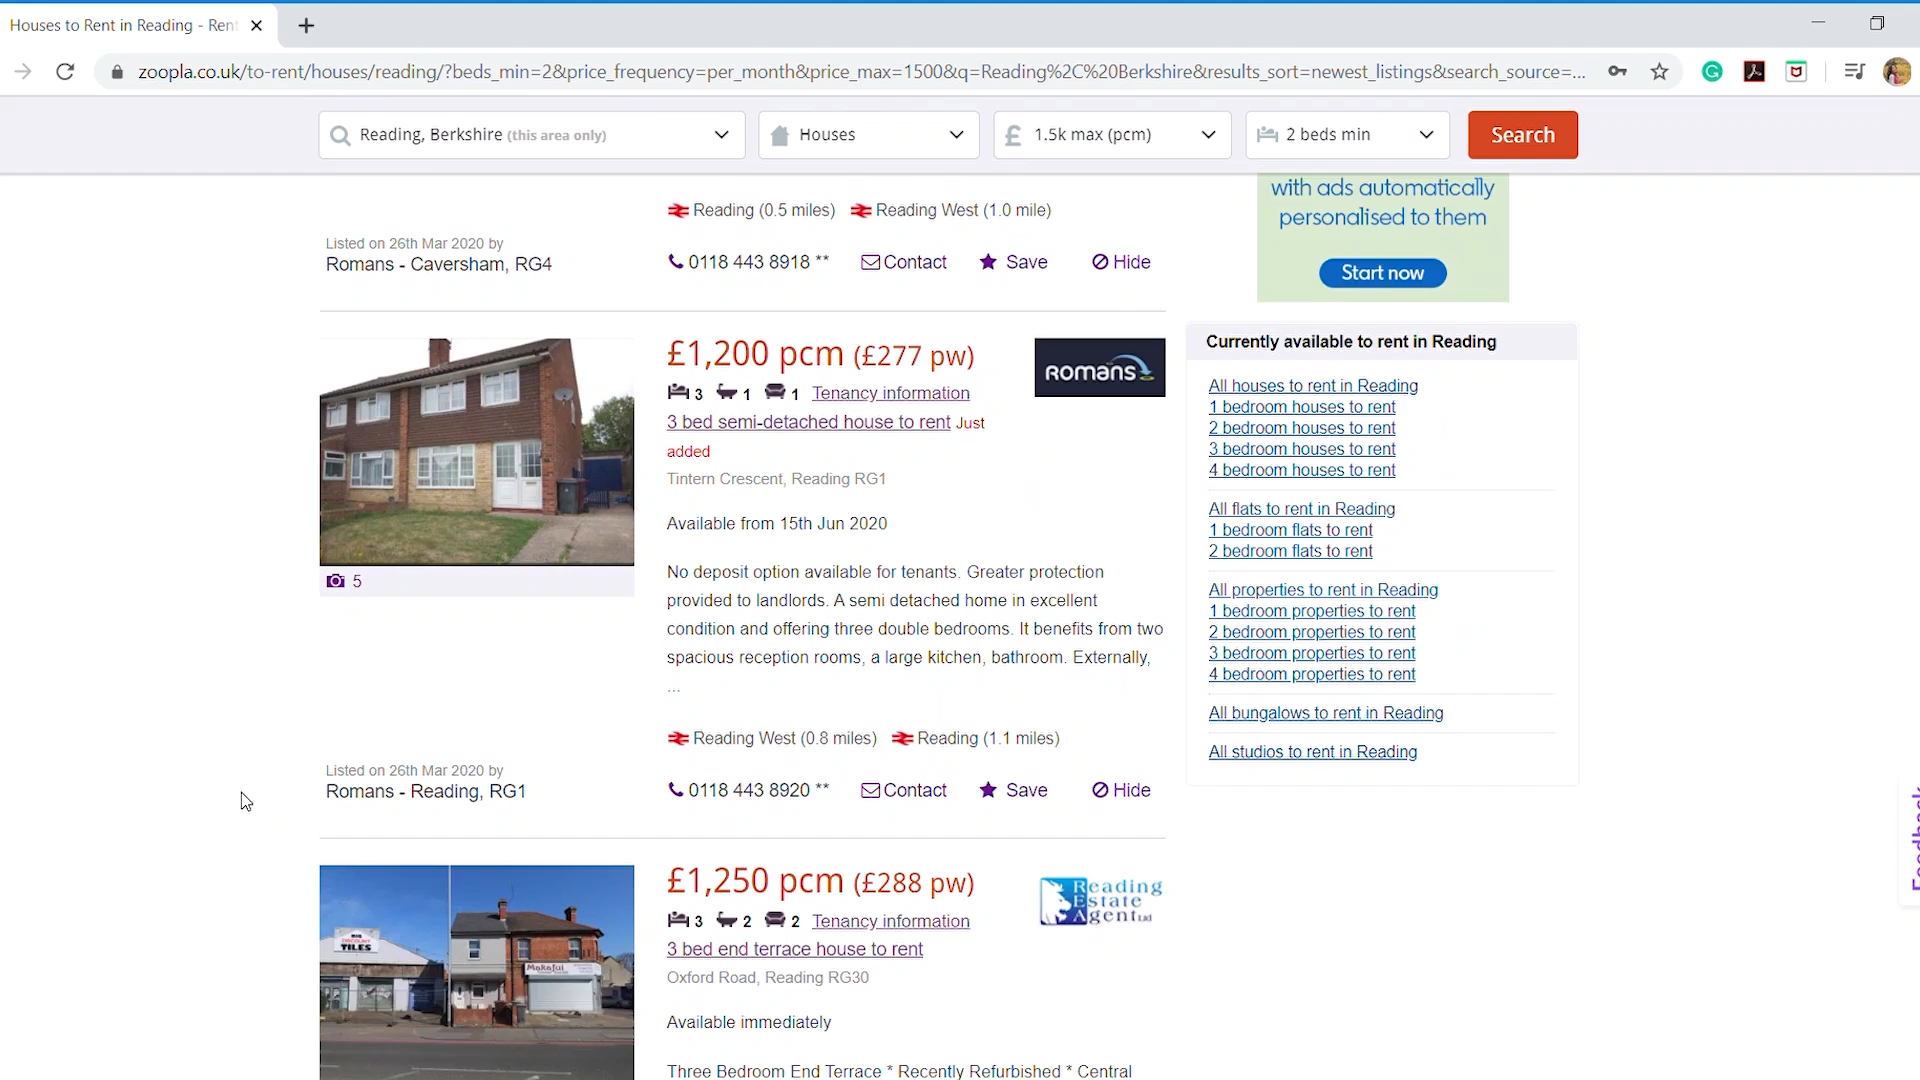 Houses to Rent in Reading - Rent
zoopla.co.uk/to-rent/houses/reading/?beds_min=2&price_frequency=per_month&price_max=1500&q=Reading%2C%20Berkshire&results_sort=newest_listings&search_source=...
Reading, Berkshire (this area only)
Houses
£ 1.5k max (pcm)
2 beds min
Search
with ads automatically
personalised to them
Start now
Reading (0.5 miles) Reading West (1.0 mile)
Listed on 26th Mar 2020 by
Romans - Caversham, RG4
0118 443 8918 ** Contact Save Hide
£1,200 pcm (£277 pw)
romans
3 1 1 Tenancy information
3 bed semi-detached house to rent Just
added
Tintern Crescent, Reading RG1
Available from 15th Jun 2020
No deposit option available for tenants. Greater protection
provided to landlords. A semi detached home in excellent
condition and offering three double bedrooms. It benefits from two
spacious reception rooms, a large kitchen, bathroom. Externally,
...
5
Reading West (0.8 miles) Reading (1.1 miles)
Listed on 26th Mar 2020 by
Romans - Reading, RG1
0118 443 8920 ** Contact Save Hide
Currently available to rent in Reading
All houses to rent in Reading
1 bedroom houses to rent
2 bedroom houses to rent
3 bedroom houses to rent
4 bedroom houses to rent
All flats to rent in Reading
1 bedroom flats to rent
2 bedroom flats to rent
All properties to rent in Reading
1 bedroom properties to rent
2 bedroom properties to rent
3 bedroom properties to rent
4 bedroom properties to rent
All bungalows to rent in Reading
All studios to rent in Reading
Feedback
£1,250 pcm (£288 pw)
Reading
Estate
Agent Ltd
3 2 2 Tenancy information
3 bed end terrace house to rent
Oxford Road, Reading RG30
Available immediately
Three Bedroom End Terrace * Recently Refurbished * Central
BIG
DISCOUNT
TILES
Makafui